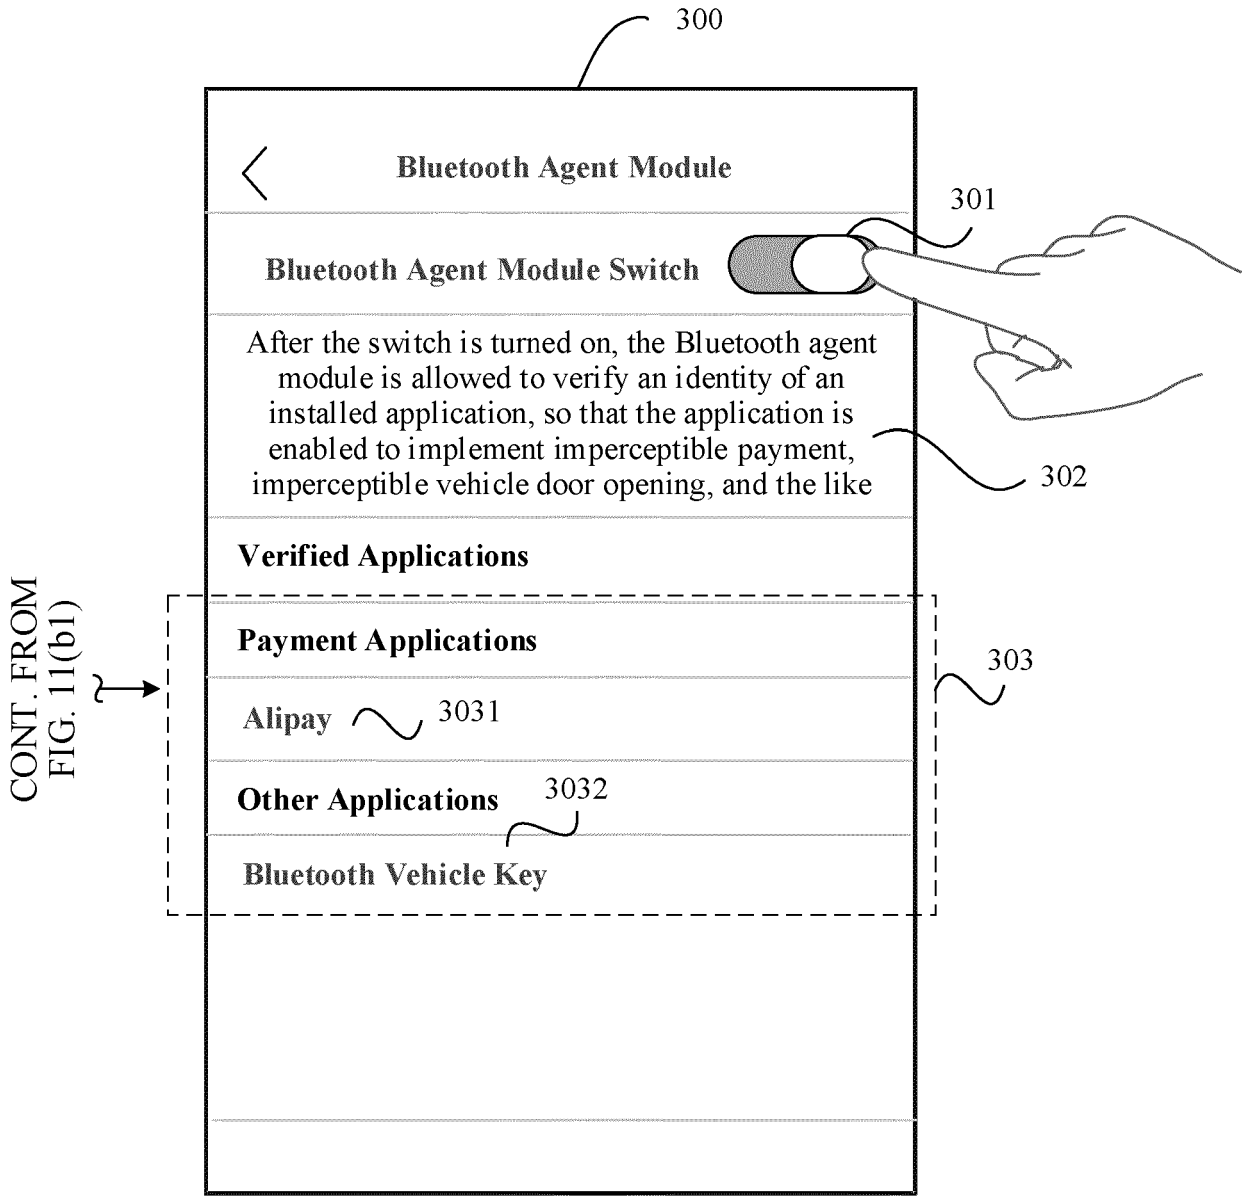 300
Bluetooth Agent Module
301
Bluetooth Agent Module Switch
After the switch is turned on, the Bluetooth agent
module is allowed to verify an identity of an
installed application, so that the application is
enabled to implement imperceptible payment,
imperceptible vehicle door opening, and the like
302
Verified Applications
CONT. FROM
FIG. 11(b1)
Payment Applications
303
Alipay
3031
Other Applications
3032
Bluetooth Vehicle Key